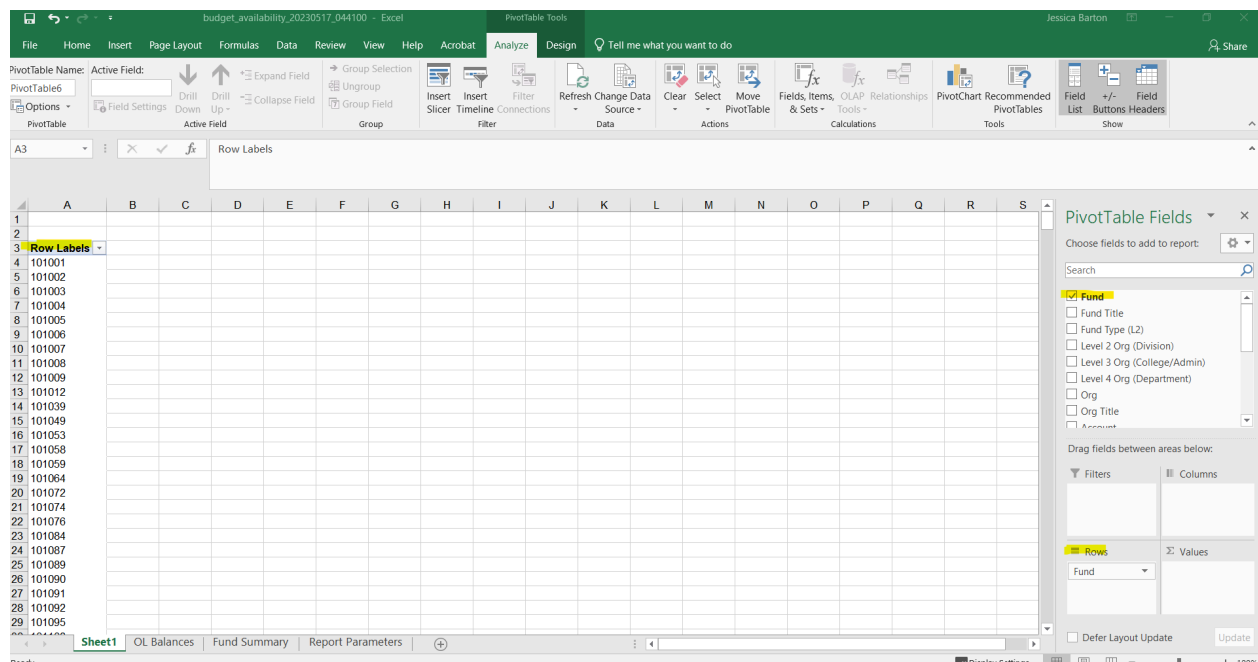 budget_availability_20230517_044100 - Excel
PivotTable Tools
Jessica Barton
File Home Insert Page Layout Formulas Data Review View Help Acrobat Analyze Design Tell me what you want to do Share
PivotTable Name:
PivotTable6
Options
PivotTable
Active Field:
Field Settings
Drill Down
Drill Up
Expand Field
Collapse Field
Active Field
Group Selection
Ungroup
Group Field
Group
Insert Slicer
Insert Timeline
Filter Connections
Filter
Refresh
Change Data Source
Data
Clear
Select
Move PivotTable
Actions
Fields, Items, & Sets
OLAP Tools
Relationships
Calculations
PivotChart
Recommended PivotTables
Tools
Field List
+/- Buttons
Field Headers
Show
A3
fx
Row Labels
A B C D E F G H I J K L M N O P Q R S
1
2
3 Row Labels
4 101001
5 101002
6 101003
7 101004
8 101005
9 101006
10 101007
11 101008
12 101009
13 101012
14 101039
15 101049
16 101053
17 101058
18 101059
19 101064
20 101072
21 101074
22 101076
23 101084
24 101087
25 101089
26 101090
27 101091
28 101092
29 101095
Sheet1 OL Balances Fund Summary Report Parameters
PivotTable Fields
Choose fields to add to report:
Search
Fund
Fund Title
Fund Type (L2)
Level 2 Org (Division)
Level 3 Org (College/Admin)
Level 4 Org (Department)
Org
Org Title
Account
Drag fields between areas below:
Filters
Columns
Rows
Σ Values
Fund
Defer Layout Update
Update